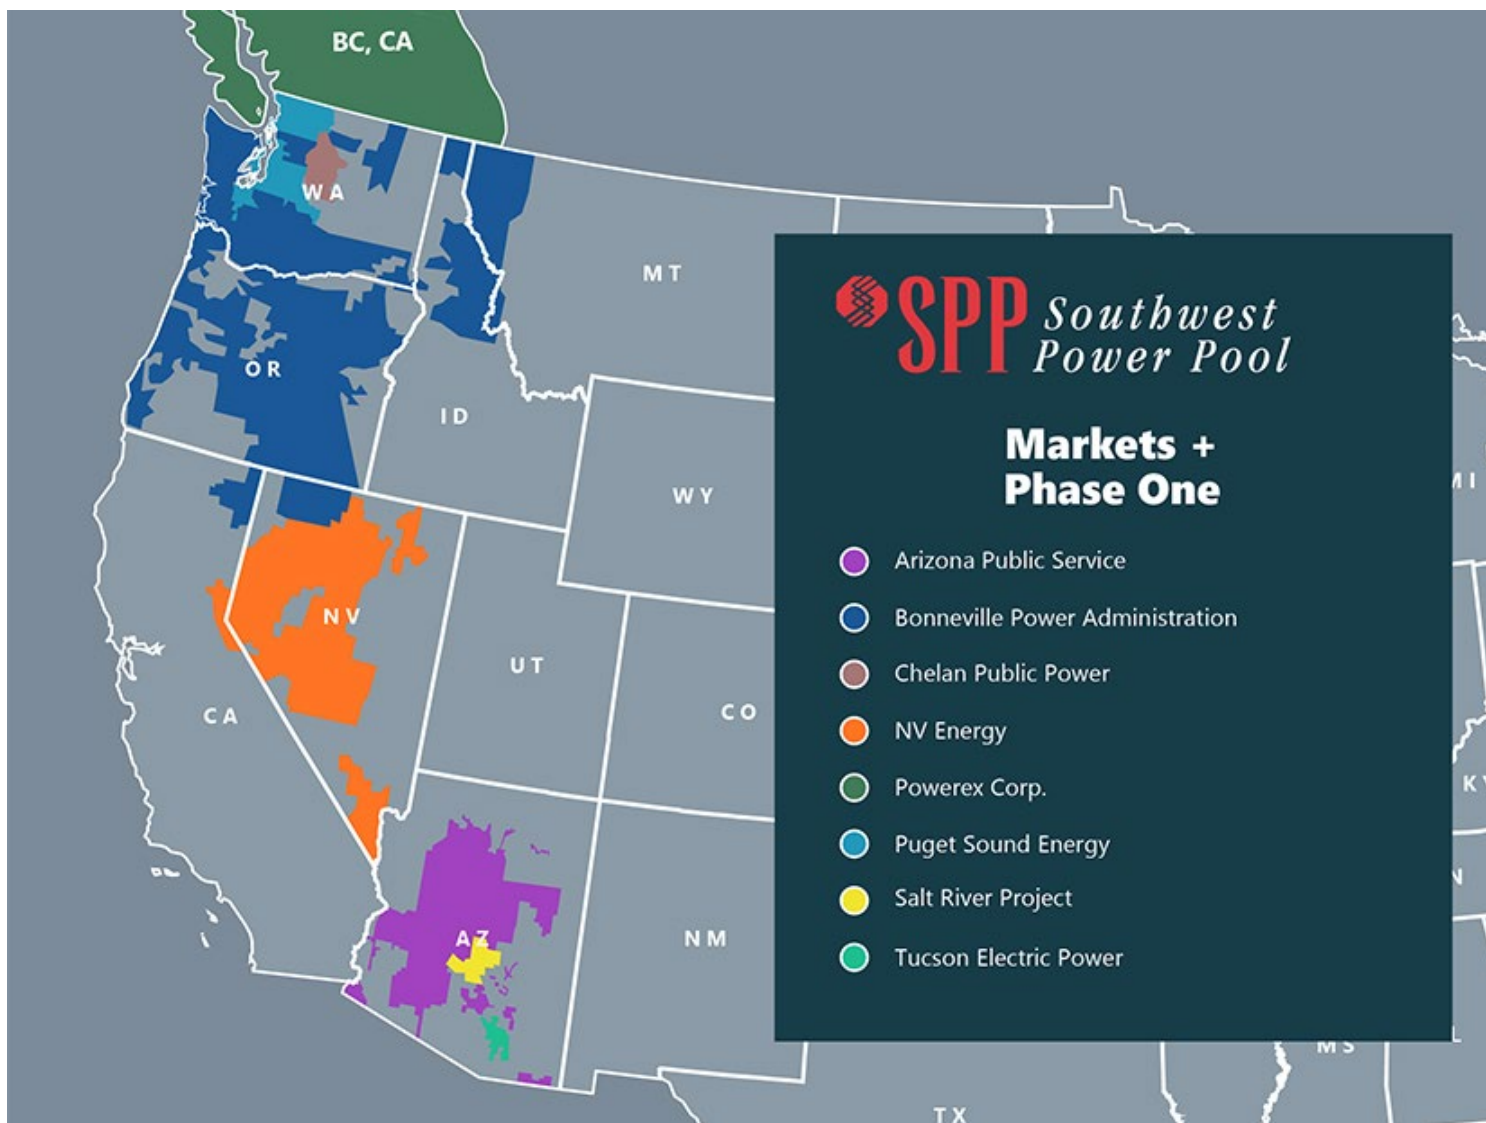 BC, CA
WA
MT
OR
ID
WY
NV
UT
CA
CO
AZ
NM
TX
MS
SPP Southwest
Power Pool
Markets +
Phase One
Arizona Public Service
Bonneville Power Administration
Chelan Public Power
NV Energy
Powerex Corp.
Puget Sound Energy
Salt River Project
Tucson Electric Power